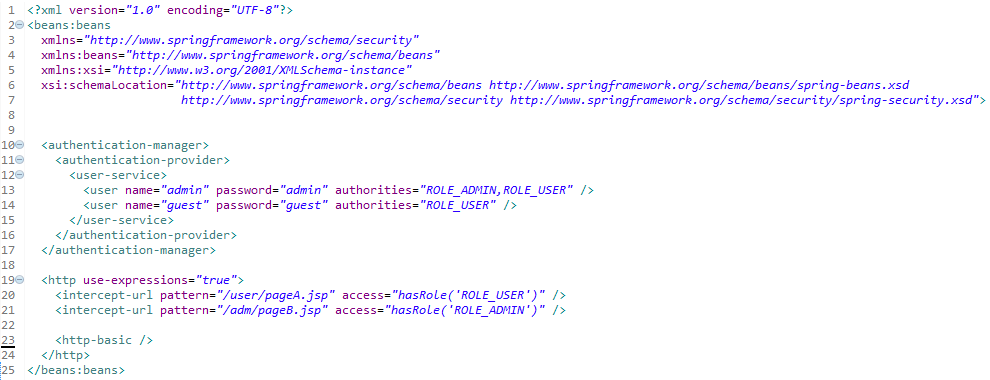 1 <?xml version="1.0" encoding="UTF-8"?>
2 <beans:beans
3 xmlns="http://www.springframework.org/schema/security"
4 xmlns:beans="http://www.springframework.org/schema/beans"
5 xmlns:xsi="http://www.w3.org/2001/XMLSchema-instance"
6 xsi:schemaLocation="http://www.springframework.org/schema/beans http://www.springframework.org/schema/beans/spring-beans.xsd
7 http://www.springframework.org/schema/security http://www.springframework.org/schema/security/spring-security.xsd">
8
9
10 <authentication-manager>
11 <authentication-provider>
12 <user-service>
13 <user name="admin" password="admin" authorities="ROLE_ADMIN,ROLE_USER" />
14 <user name="guest" password="guest" authorities="ROLE_USER" />
15 </user-service>
16 </authentication-provider>
17 </authentication-manager>
18
19 <http use-expressions="true">
20 <intercept-url pattern="/user/pageA.jsp" access="hasRole('ROLE_USER')" />
21 <intercept-url pattern="/adm/pageB.jsp" access="hasRole('ROLE_ADMIN')" />
22
23 <http-basic />
24 </http>
25 </beans:beans>